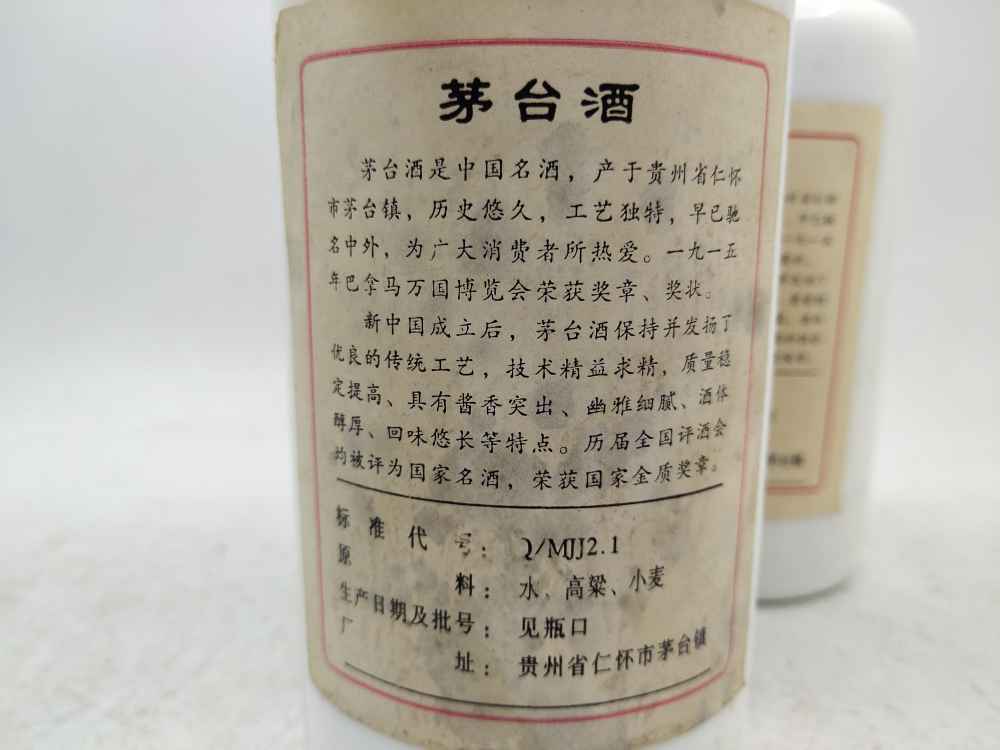 茅台酒
茅台酒是中国名酒，产于贵州省仁怀
市茅台镇，历史悠久，工艺独特，早已驰
名中外，为广大消费者所热爱。一九一五
年巴拿马万国博览会荣获奖章、奖状。
新中国成立后，茅台酒保持并发扬了
优良的传统工艺，技术精益求精，质量稳
定提高、具有酱香突出、幽雅细腻、酒体
醇厚、回味悠长等特点。历届全国评酒会
均被评为国家名酒，荣获国家金质奖章。
标准代号：Q/MJJ2.1
原料：水、高粱、小麦
生产日期及批号：见瓶口
厂址：贵州省仁怀市茅台镇